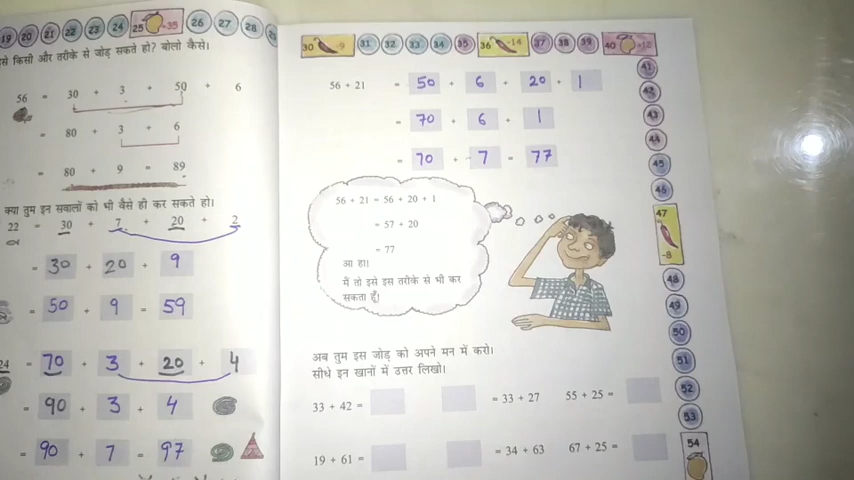 19 20 21 22 23 24 25 +35 26 27 28
किसी और तरीके से जोड़ सकते हो? बोलो कैसे।
56 = 30 + 3 + 50 + 6
= 80 + 3 + 6
= 80 + 9 = 89
क्या तुम इन सवालों को भी वैसे ही कर सकते हो।
22 = 30 + 7 + 20 + 2
= 30 + 20 + 9
= 50 + 9 = 59
24 = 70 + 3 + 20 + 4
= 90 + 3 + 4
= 90 + 7 = 97
30 -9 31 32 33 34 35 36 -14 37 38 39 40
41
42
43
44
45
46
47
-8
48
49
50
51
52
53
54
56 + 21 = 50 + 6 + 20 + 1
= 70 + 6 + 1
= 70 + 7 = 77
56 + 21 = 56 + 20 + 1
= 57 + 20
= 77
आ हा!
मैं तो इसे इस तरीके से भी कर
सकता हूँ!
अब तुम इस जोड़ को अपने मन में करो।
सीधे इन खानों में उत्तर लिखो।
33 + 42 = = 33 + 27 55 + 25 =
19 + 61 = = 34 + 63 67 + 25 =